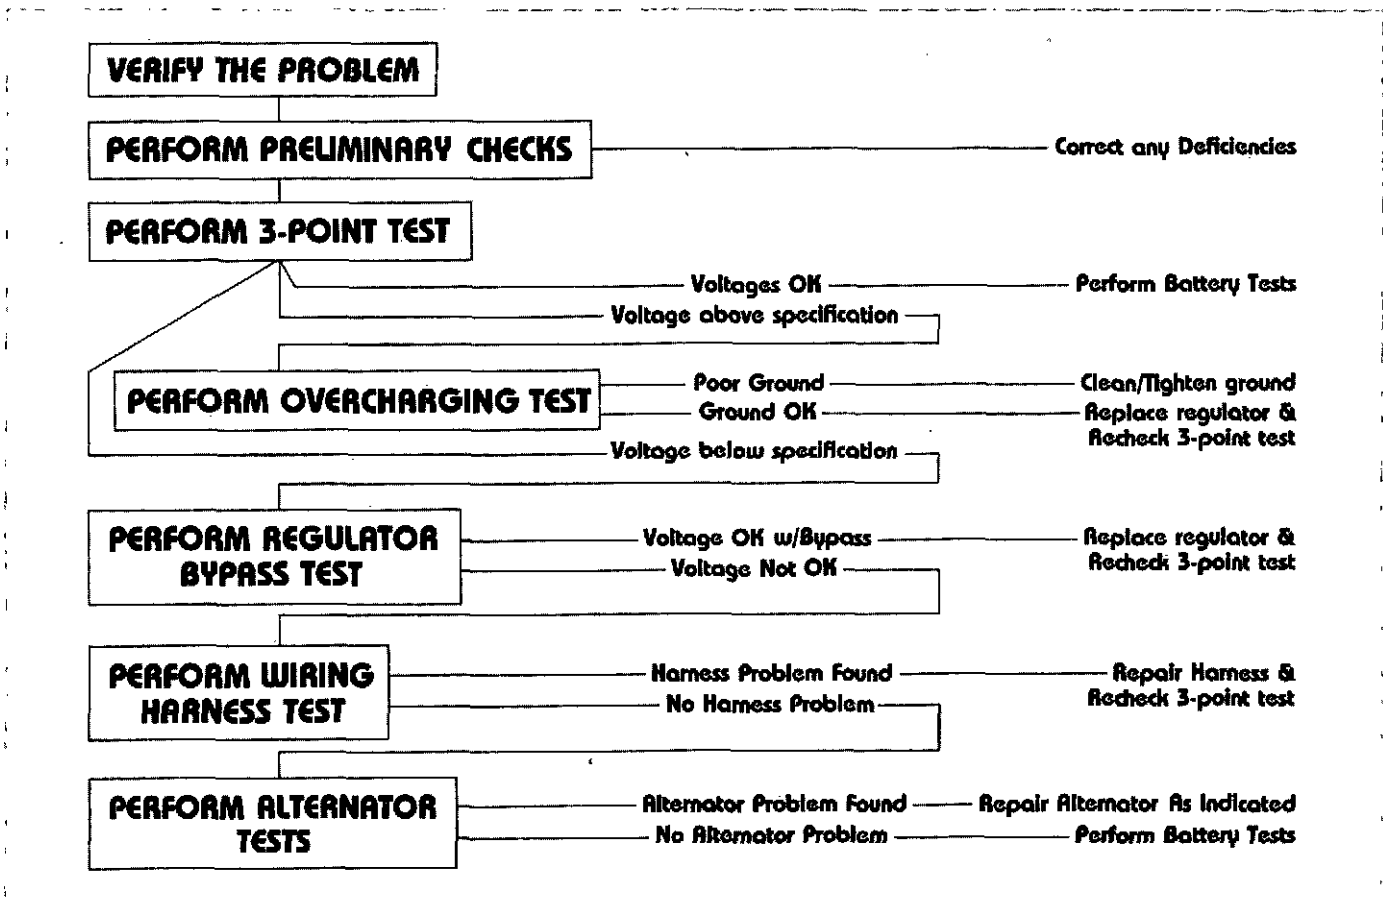 VERIFY THE PROBLEM
PERFORM PRELIMINARY CHECKS
Correct any Deficiencies
PERFORM 3-POINT TEST
Voltages OK
Perform Battery Tests
Voltage above specification
PERFORM OVERCHARGING TEST
Poor Ground
Clean/Tighten ground
Ground OK
Replace regulator &
Recheck 3-point test
Voltage below specification
PERFORM REGULATOR
BYPASS TEST
Voltage OK w/Bypass
Replace regulator &
Recheck 3-point test
Voltage Not OK
PERFORM WIRING
HARNESS TEST
Harness Problem Found
Repair Harness &
Recheck 3-point test
No Harness Problem
PERFORM ALTERNATOR
TESTS
Alternator Problem Found
Repair Alternator As Indicated
No Alternator Problem
Perform Battery Tests